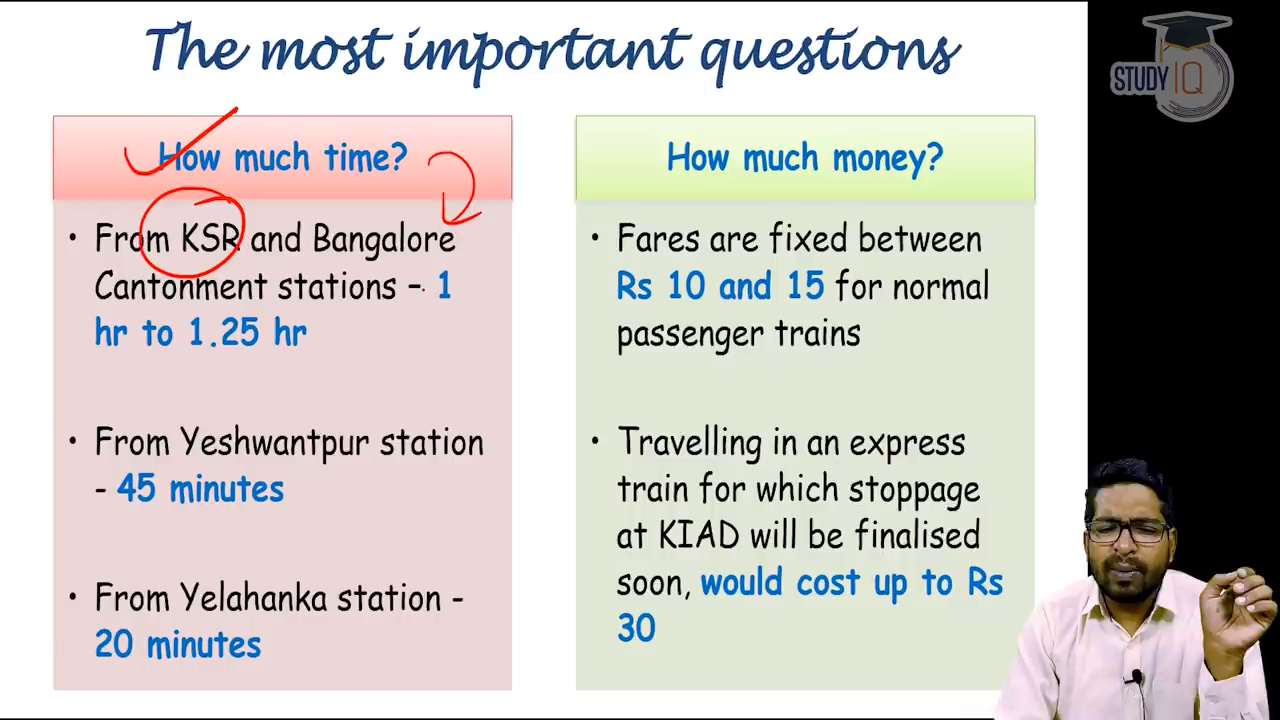 The most important questions
STUDY IQ
How much time?
• From KSR and Bangalore
Cantonment stations – 1
hr to 1.25 hr
• From Yeshwantpur station
- 45 minutes
• From Yelahanka station -
20 minutes
How much money?
• Fares are fixed between
Rs 10 and 15 for normal
passenger trains
• Travelling in an express
train for which stoppage
at KIAD will be finalised
soon, would cost up to Rs
30